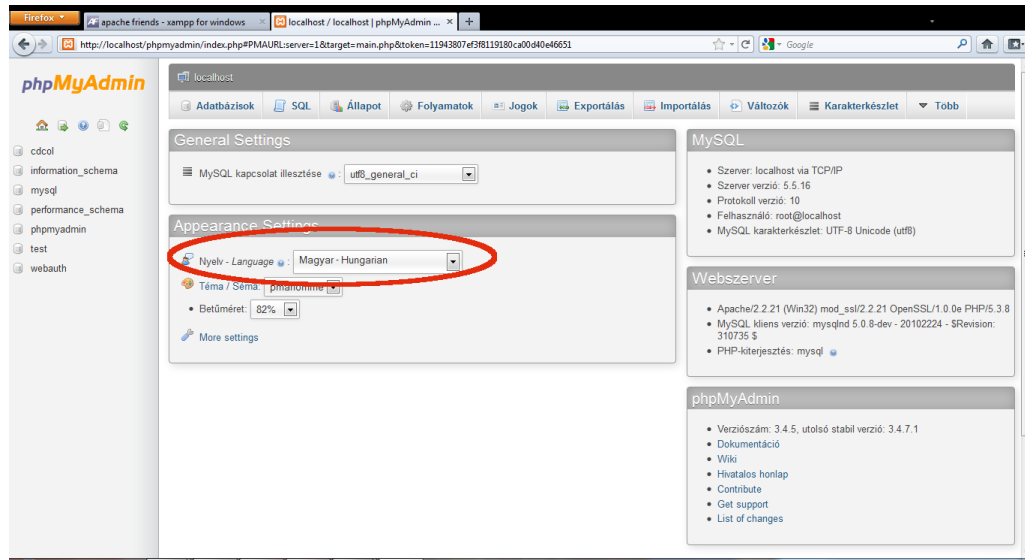 Firefox
apache friends - xampp for windows
localhost / localhost | phpMyAdmin ...
http://localhost/phpmyadmin/index.php#PMAURL:server=1&target=main.php&token=11943807ef3f8119180ca00d40e46651
Google
phpMyAdmin
cdcol
information_schema
mysql
performance_schema
phpmyadmin
test
webauth
localhost
Adatbázisok SQL Állapot Folyamatok Jogok Exportálás Importálás Változók Karakterkészlet Több
General Settings
MySQL kapcsolat illesztése : utf8_general_ci
Appearance Settings
Nyelv - Language : Magyar - Hungarian
Téma / Séma: pmahomme
Betűméret: 82%
More settings
MySQL
Szerver: localhost via TCP/IP
Szerver verzió: 5.5.16
Protokoll verzió: 10
Felhasználó: root@localhost
MySQL karakterkészlet: UTF-8 Unicode (utf8)
Webszerver
Apache/2.2.21 (Win32) mod_ssl/2.2.21 OpenSSL/1.0.0e PHP/5.3.8
MySQL kliens verzió: mysqlnd 5.0.8-dev - 20102224 - $Revision:
310735 $
PHP-kiterjesztés: mysql
phpMyAdmin
Verziószám: 3.4.5, utolsó stabil verzió: 3.4.7.1
Dokumentáció
Wiki
Hivatalos honlap
Contribute
Get support
List of changes